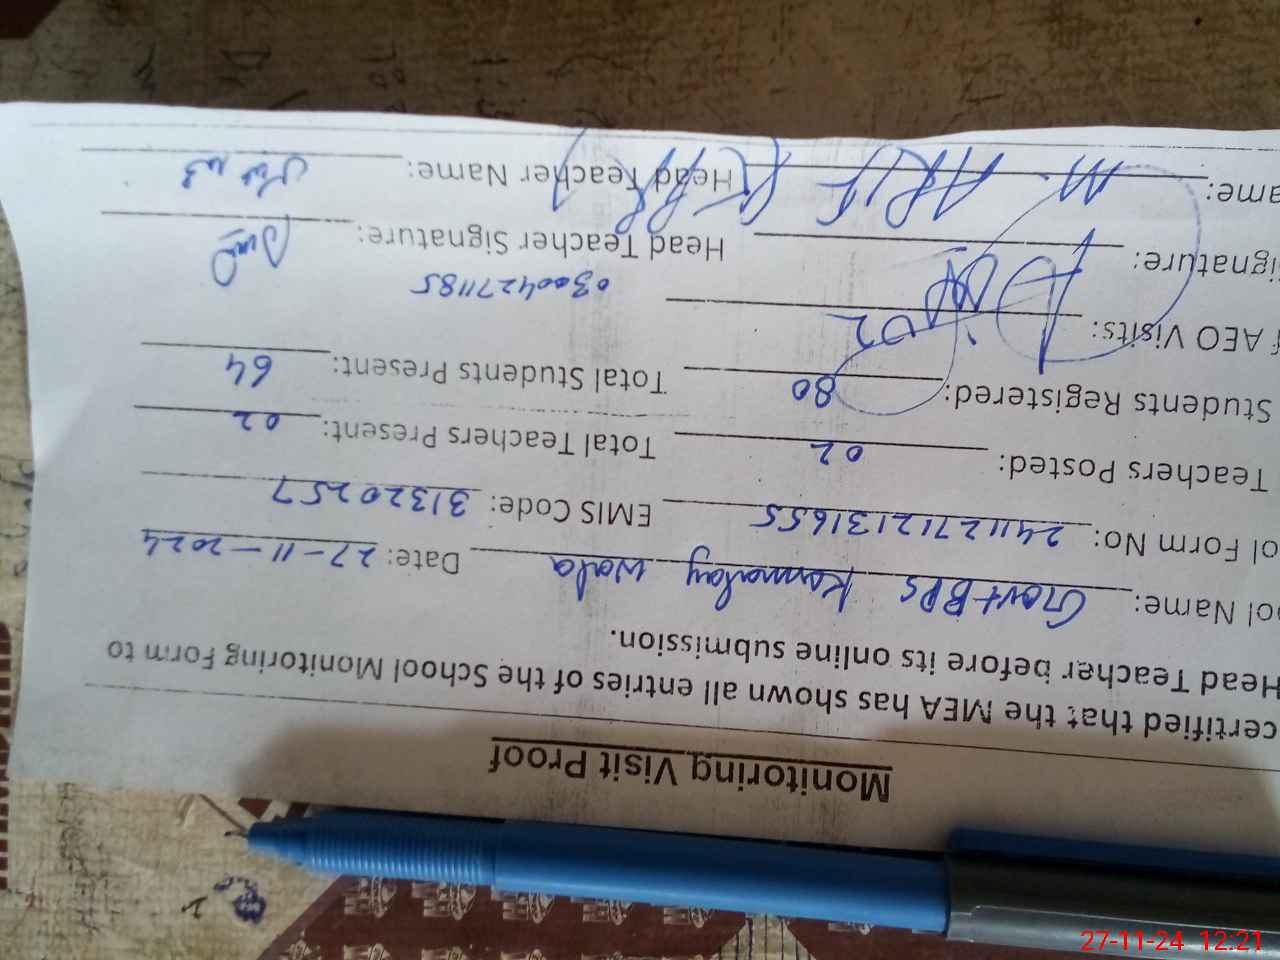 Monitoring Visit Proof
certified that the MEA has shown all entries of the School Monitoring Form to
Head Teacher before its online submission.
ool Name: Govt BPS Kamalay wala Date: 27-11-2024
ol Form No: 24112712131655 EMIS Code: 31320257
Teachers Posted: 02 Total Teachers Present: 02
Students Registered: 80 Total Students Present: 64
f AEO Visits: 02 03004271185
ignature: Head Teacher Signature:
ame: M. ARIF Head Teacher Name:
27-11-24 12:21